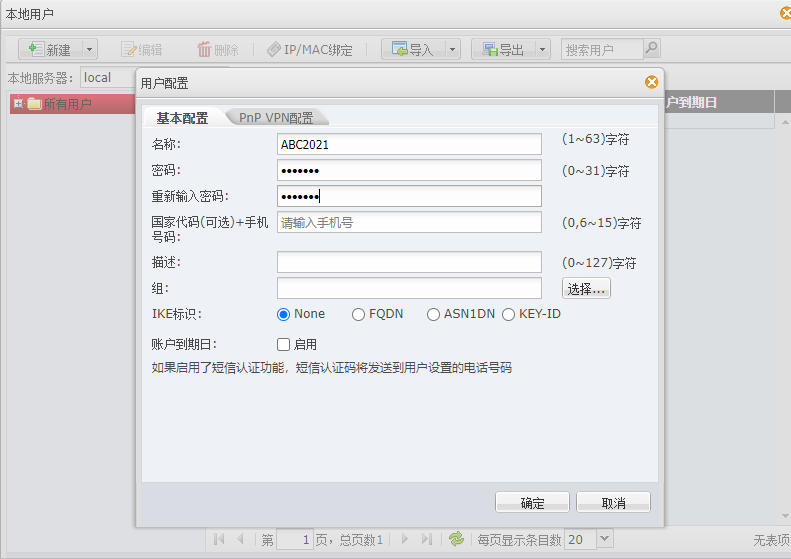 本地用户
新建
编辑
删除
IP/MAC绑定
导入
导出
搜索用户
本地服务器：
local
所有用户
户到期日
用户配置
基本配置
PnP VPN配置
名称：
ABC2021
(1~63)字符
密码：
•••••••
(0~31)字符
重新输入密码：
•••••••
国家代码(可选)+手机
号码：
请输入手机号
(0,6~15)字符
描述：
(0~127)字符
组：
选择...
IKE标识：
None
FQDN
ASN1DN
KEY-ID
账户到期日：
启用
如果启用了短信认证功能，短信认证码将发送到用户设置的电话号码
确定
取消
第
1
页，总页数1
每页显示条目数
20
无表项